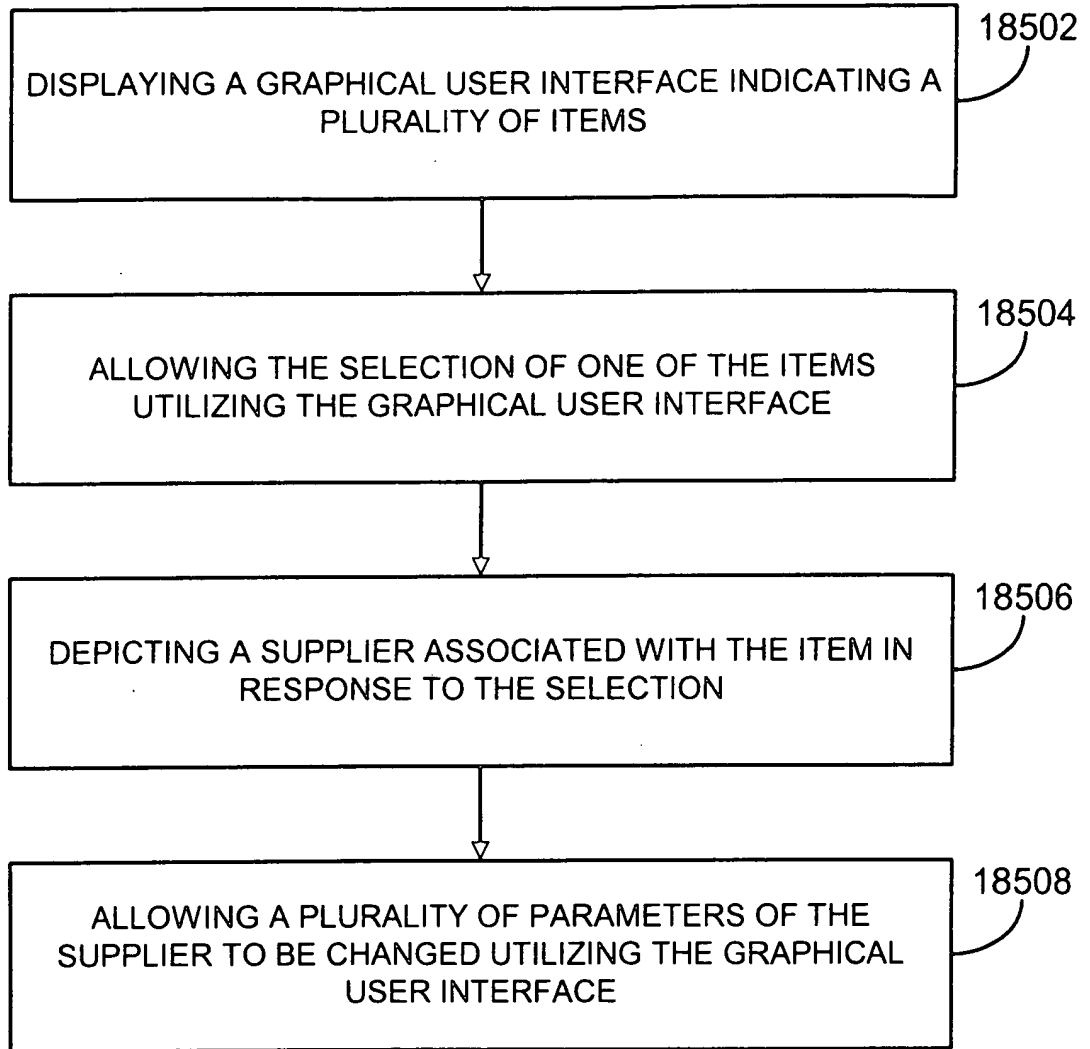 18502
DISPLAYING A GRAPHICAL USER INTERFACE INDICATING A
PLURALITY OF ITEMS
18504
ALLOWING THE SELECTION OF ONE OF THE ITEMS
UTILIZING THE GRAPHICAL USER INTERFACE
18506
DEPICTING A SUPPLIER ASSOCIATED WITH THE ITEM IN
RESPONSE TO THE SELECTION
18508
ALLOWING A PLURALITY OF PARAMETERS OF THE
SUPPLIER TO BE CHANGED UTILIZING THE GRAPHICAL
USER INTERFACE